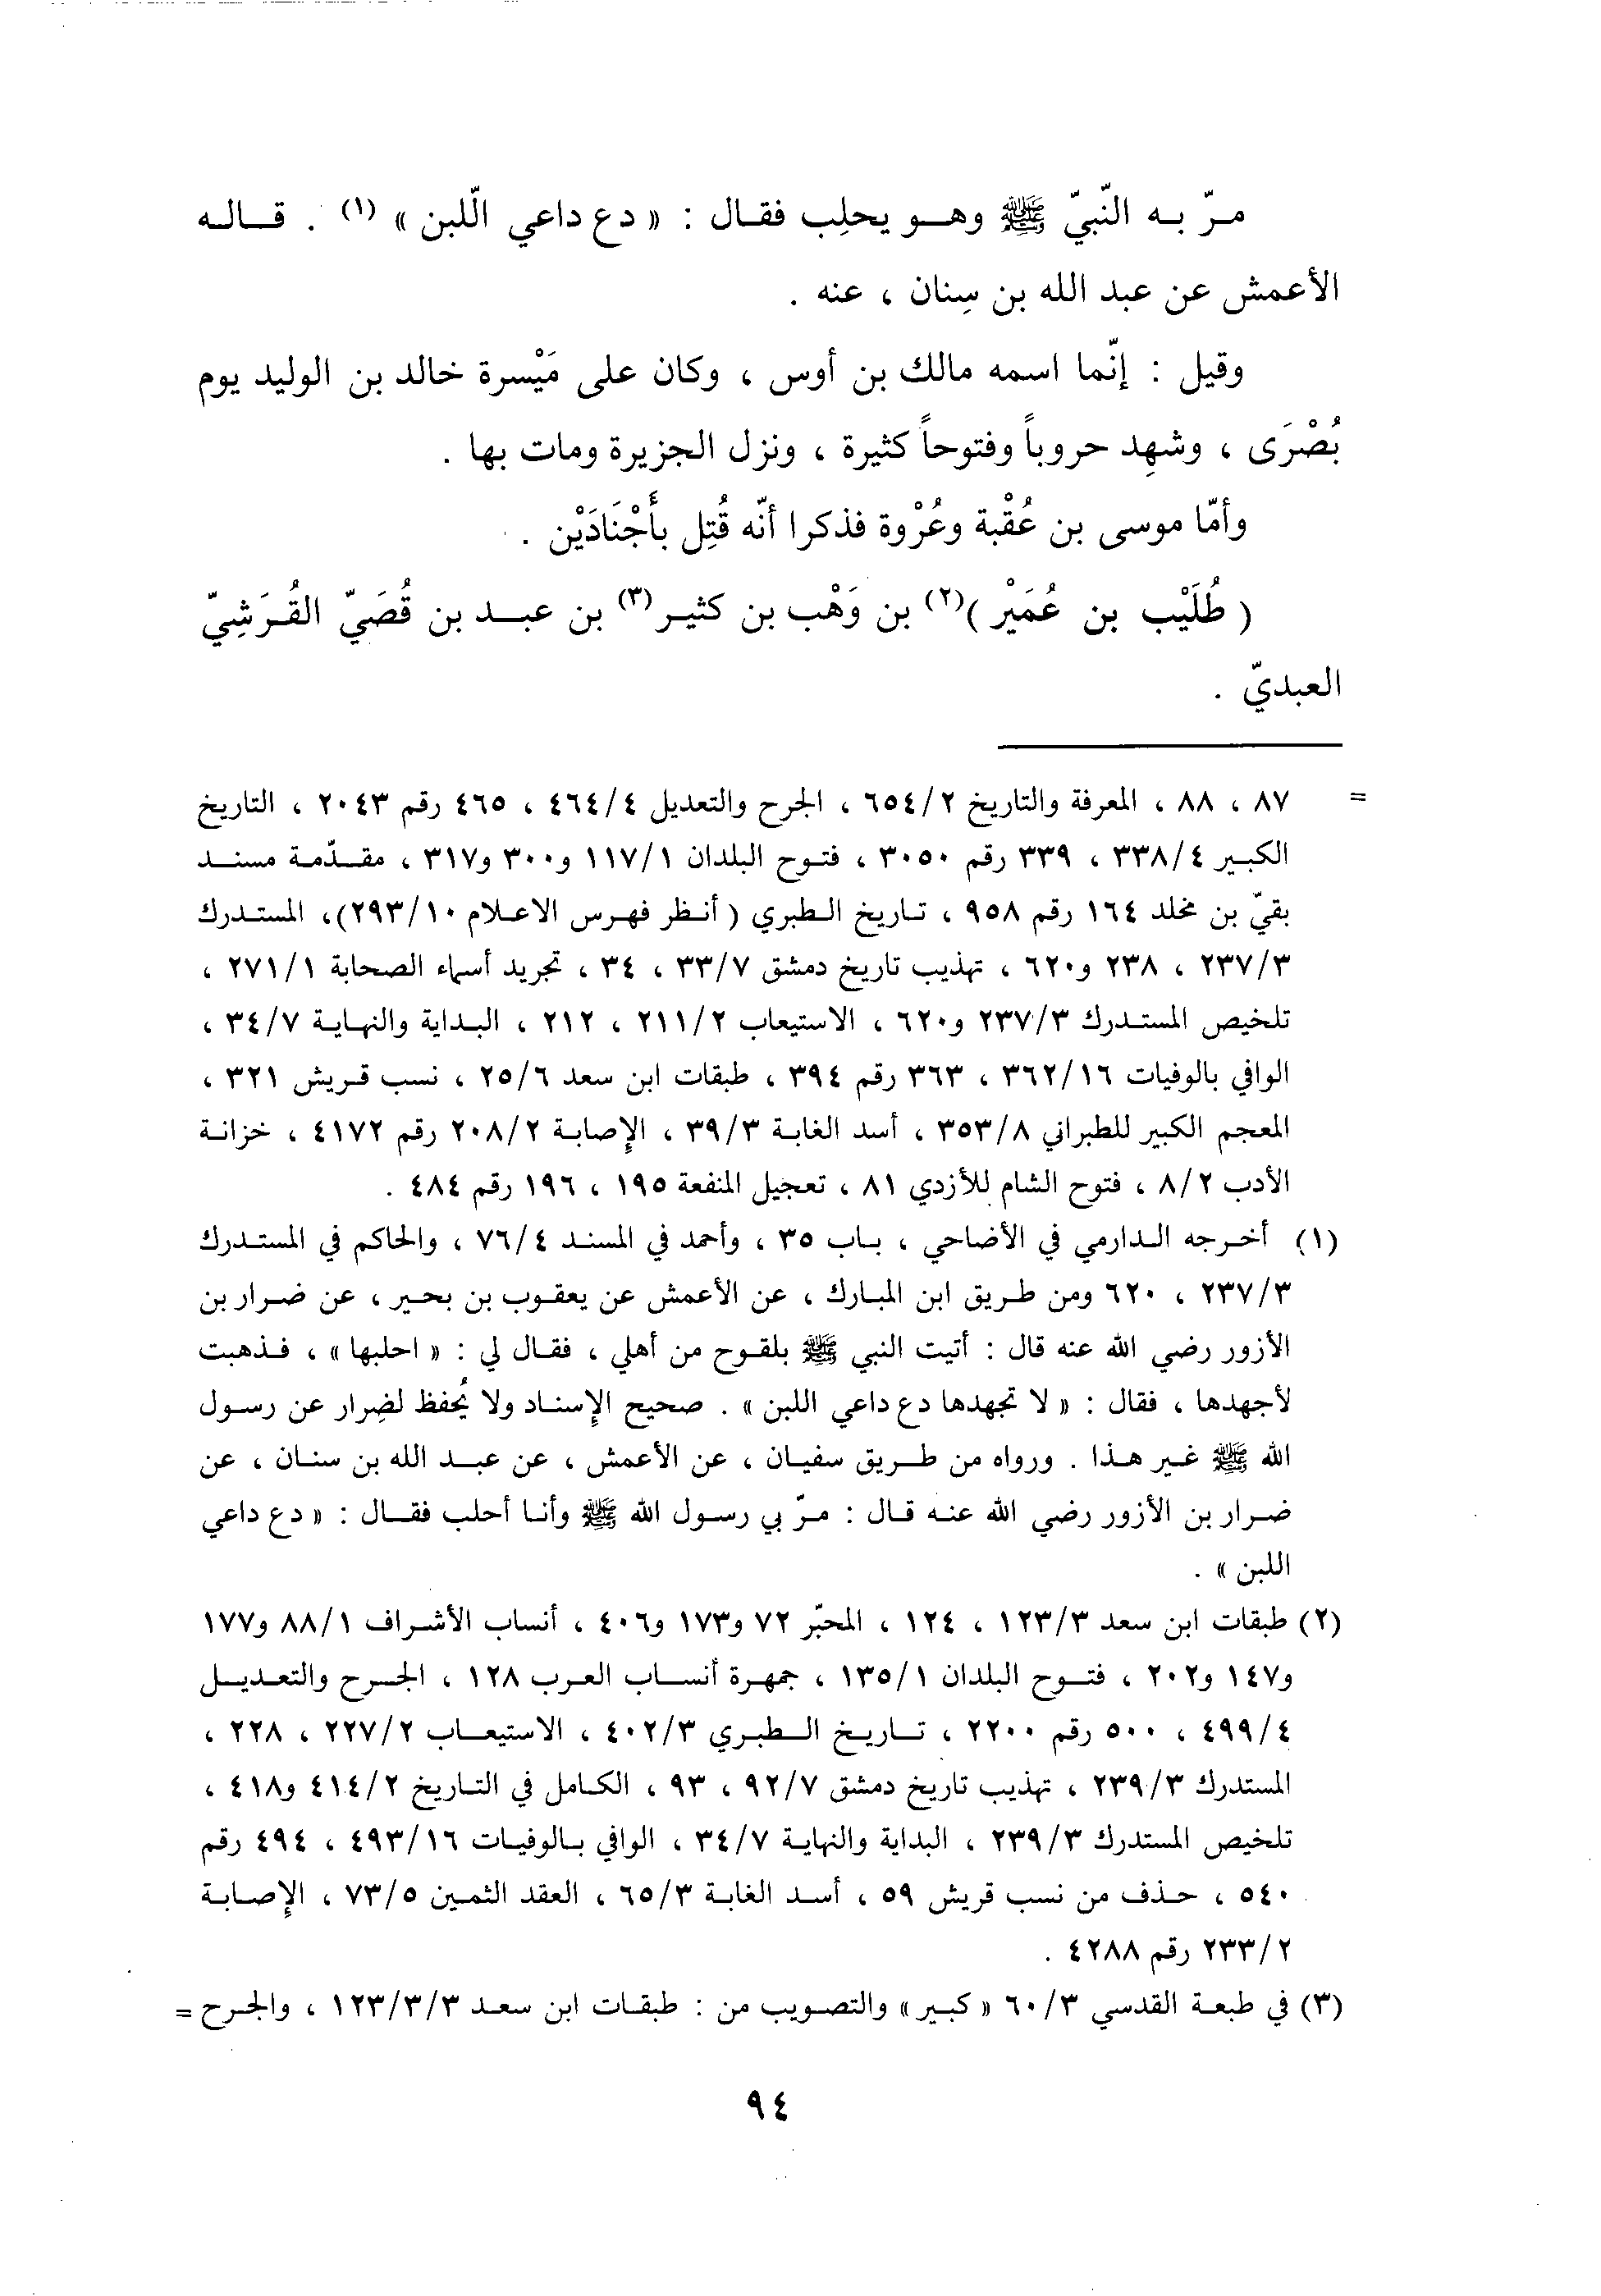 مرّ به النّبيّ ﷺ وهو يحلِب فقال : « دع داعي الّلبن » (١) . قاله
الأعمش عن عبد الله بن سِنان ، عنه .
وقيل : إنّما اسمه مالك بن أوس ، وكان على مَيْسرة خالد بن الوليد يوم
بُصْرَى ، وشهِد حروباً وفتوحاً كثيرة ، ونزل الجزيرة ومات بها .
وأمّا موسى بن عُقْبة وعُرْوة فذكرا أنّه قُتِل بأَجْنَادَيْن .
( طُلَيْب بن عُمَيْر )(٢) بن وَهْب بن كثير(٣) بن عبد بن قُصَيّ القُرَشِيّ
العبديّ .
= ٨٧ ، ٨٨ ، المعرفة والتاريخ ٢/٦٥٤ ، الجرح والتعديل ٤/٤٦٤ ، ٤٦٥ رقم ٢٠٤٣ ، التاريخ
الكبير ٤/٣٣٨ ، ٣٣٩ رقم ٣٠٥٠ ، فتوح البلدان ١/١١٧ و٣٠٠ و٣١٧ ، مقدّمة مسند
بقيّ بن مخلد ١٦٤ رقم ٩٥٨ ، تاريخ الطبري ( أنظر فهرس الاعلام ١٠/٢٩٣)، المستدرك
٣/٢٣٧ ، ٢٣٨ و٦٢٠ ، تهذيب تاريخ دمشق ٧/٣٣ ، ٣٤ ، تجريد أسماء الصحابة ١/٢٧١ ،
تلخيص المستدرك ٣/٢٣٧ و٦٢٠ ، الاستيعاب ٢/٢١١ ، ٢١٢ ، البداية والنهاية ٧/٣٤ ،
الوافي بالوفيات ١٦/٣٦٢ ، ٣٦٣ رقم ٣٩٤ ، طبقات ابن سعد ٦/٢٥ ، نسب قريش ٣٢١ ،
المعجم الكبير للطبراني ٨/٣٥٣ ، أسد الغابة ٣/٣٩ ، الإصابة ٢/٢٠٨ رقم ٤١٧٢ ، خزانة
الأدب ٢/٨ ، فتوح الشام للأزدي ٨١ ، تعجيل المنفعة ١٩٥ ، ١٩٦ رقم ٤٨٤ .
(١) أخرجه الدارمي في الأضاحي ، باب ٣٥ ، وأحمد في المسند ٤/٧٦ ، والحاكم في المستدرك
٣/٢٣٧ ، ٦٢٠ ومن طريق ابن المبارك ، عن الأعمش عن يعقوب بن بحير ، عن ضرار بن
الأزور رضي الله عنه قال : أتيت النبي ﷺ بلقوح من أهلي ، فقال لي : « احلبها » ، فذهبت
لأجهدها ، فقال : « لا تجهدها دع داعي اللبن » . صحيح الإسناد ولا يُحفظ لضِرار عن رسول
الله ﷺ غير هذا . ورواه من طريق سفيان ، عن الأعمش ، عن عبد الله بن سنان ، عن
ضرار بن الأزور رضي الله عنه قال : مرّ بي رسول الله ﷺ وأنا أحلب فقال : « دع داعي
اللبن » .
(٢) طبقات ابن سعد ٣/١٢٣ ، ١٢٤ ، المحبّر ٧٢ و١٧٣ و٤٠٦ ، أنساب الأشراف ١/٨٨ و١٧٧
و١٤٧ و٢٠٢ ، فتوح البلدان ١/١٣٥ ، جمهرة أنساب العرب ١٢٨ ، الجرح والتعديل
٤/٤٩٩ ، ٥٠٠ رقم ٢٢٠٠ ، تاريخ الطبري ٣/٤٠٢ ، الاستيعاب ٢/٢٢٧ ، ٢٢٨ ،
المستدرك ٣/٢٣٩ ، تهذيب تاريخ دمشق ٧/٩٢ ، ٩٣ ، الكامل في التاريخ ٢/٤١٤ و٤١٨ ،
تلخيص المستدرك ٣/٢٣٩ ، البداية والنهاية ٧/٣٤ ، الوافي بالوفيات ١٦/٤٩٣ ، ٤٩٤ رقم
٥٤٠ ، حذف من نسب قريش ٥٩ ، أسد الغابة ٣/٦٥ ، العقد الثمين ٥/٧٣ ، الإصابة
٢/٢٣٣ رقم ٤٢٨٨ .
(٣) في طبعة القدسي ٣/٦٠ « كبير » والتصويب من : طبقات ابن سعد ٣/٣/١٢٣ ، والجرح =
٩٤